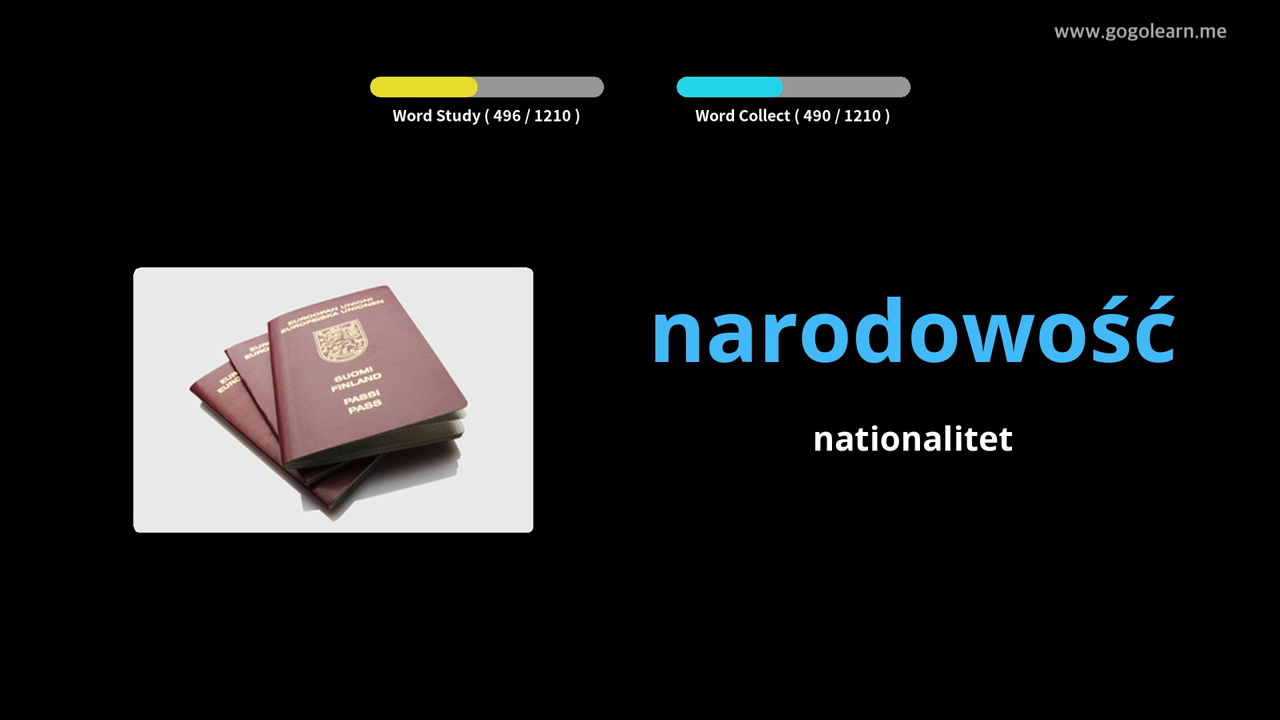 www.gogolearn.me
Word Study ( 496 / 1210 )
Word Collect ( 490 / 1210 )
narodowość
nationalitet
EUROOPAN UNIONI
EUROPEISKA UNIONEN
SUOMI
FINLAND
PASSI
PASS